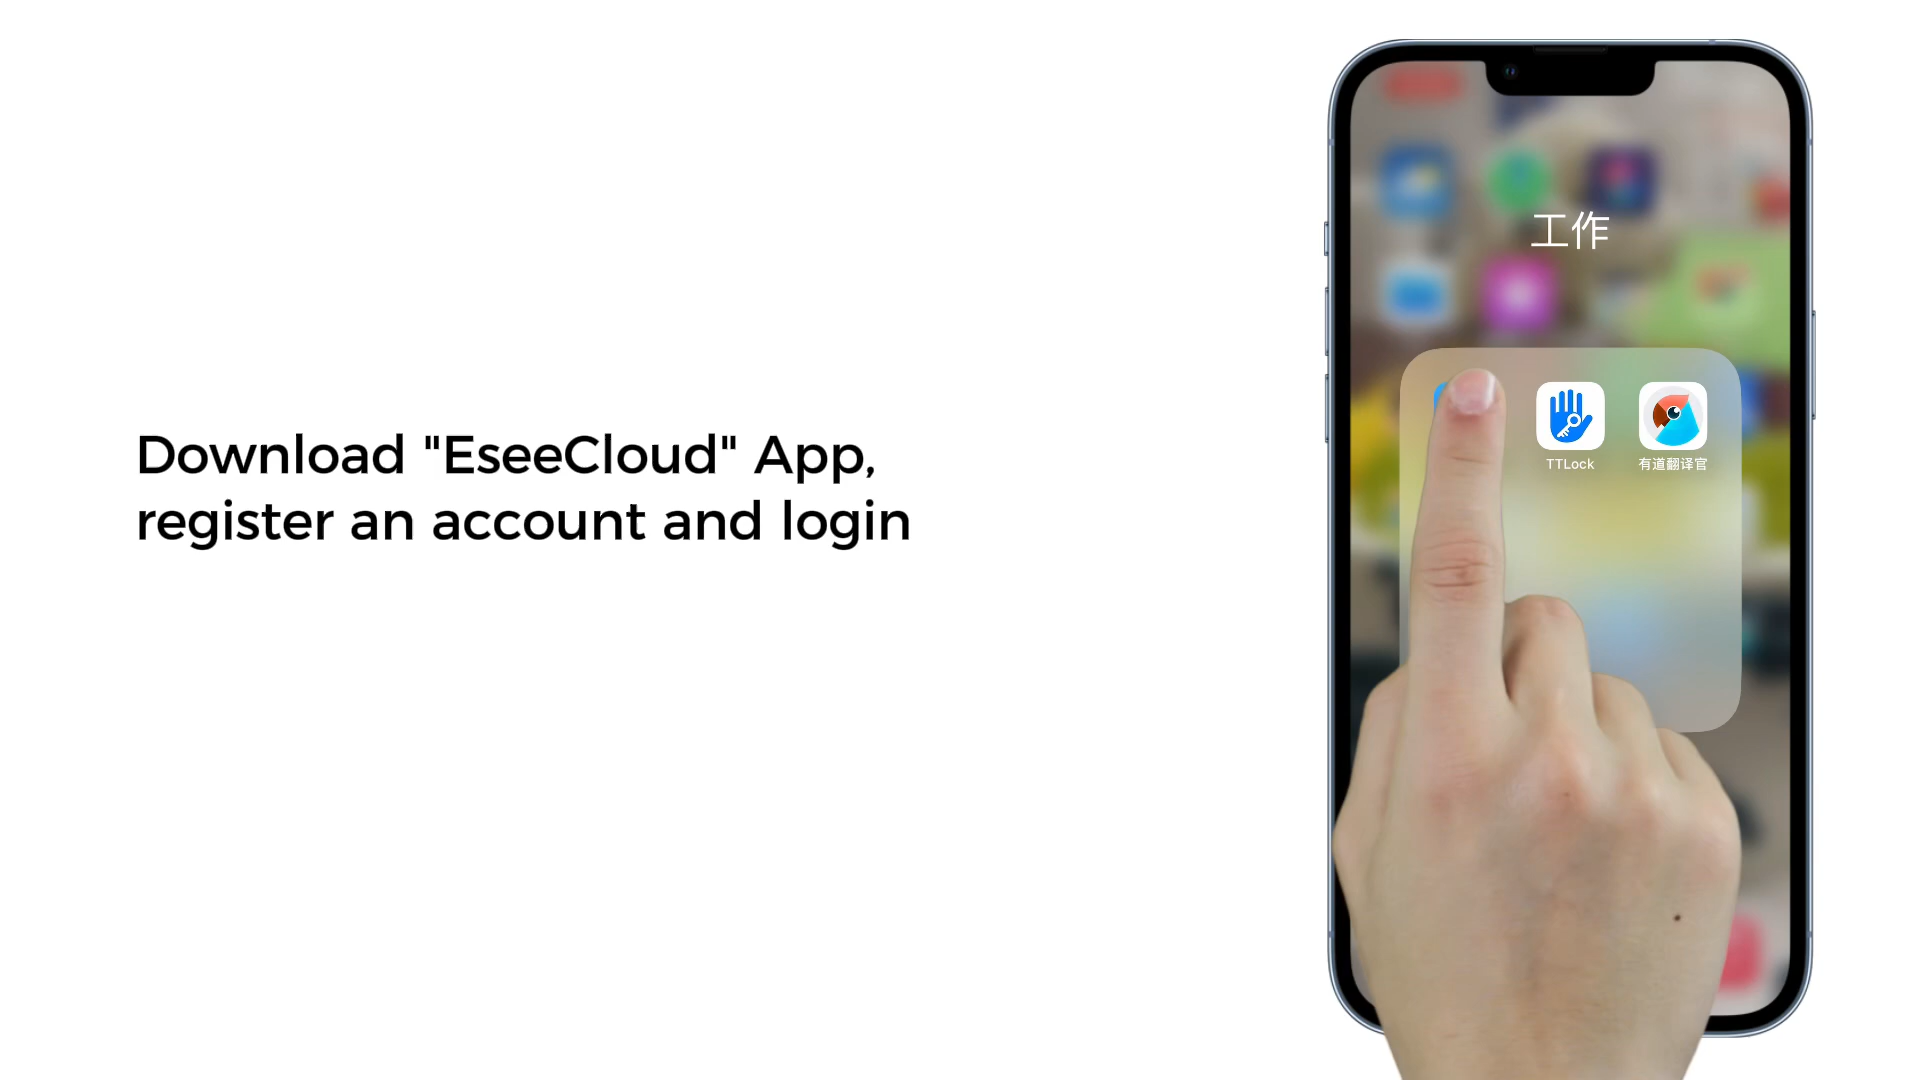 Download "EseeCloud" App,
register an account and login
工作
TTLock
有道翻译官